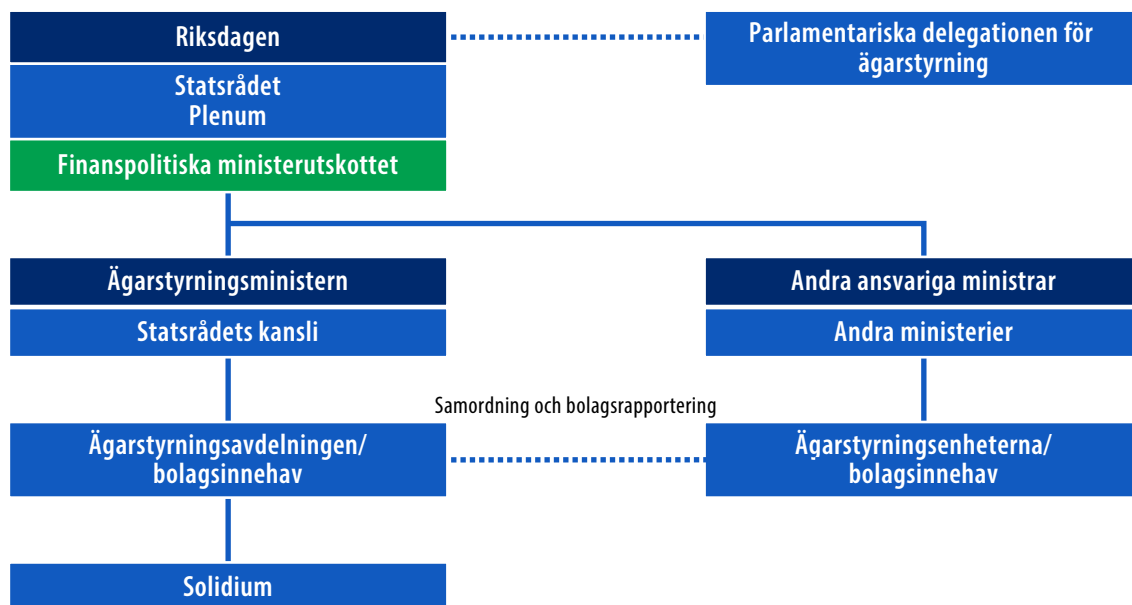 Riksdagen
Parlamentariska delegationen för
ägarstyrning
Statsrådet
Plenum
Finanspolitiska ministerutskottet
Ägarstyrningsministern
Andra ansvariga ministrar
Statsrådets kansli
Andra ministerier
Samordning och bolagsrapportering
Ägarstyrningsavdelningen/
bolagsinnehav
Ägarstyrningsenheterna/
bolagsinnehav
Solidium